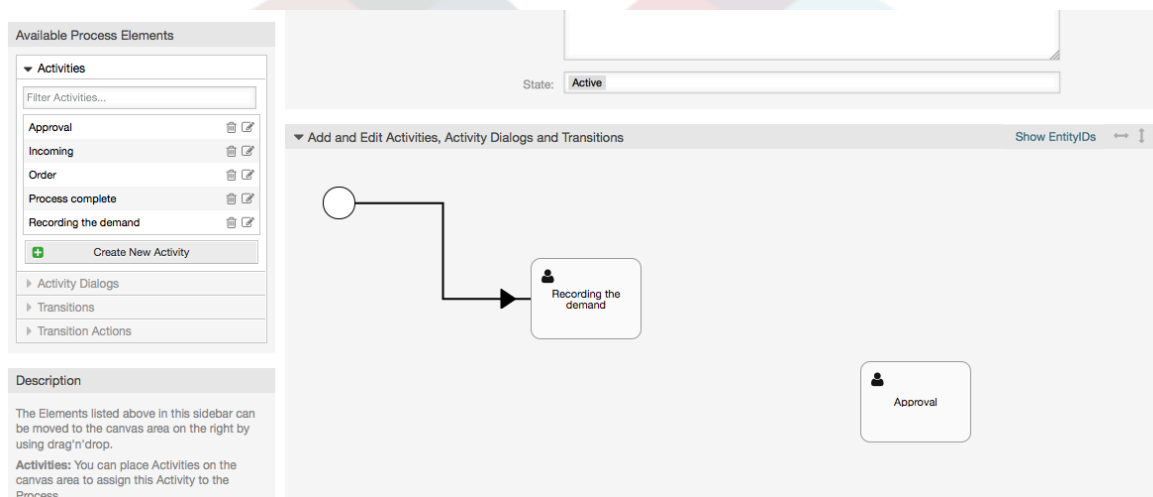 Available Process Elements
Activities
Filter Activities...
Approval
Incoming
Order
Process complete
Recording the demand
Create New Activity
Activity Dialogs
Transitions
Transition Actions
Description
The Elements listed above in this sidebar can
be moved to the canvas area on the right by
using drag'n'drop.
Activities: You can place Activities on the
canvas area to assign this Activity to the
Process.
State: Active
Add and Edit Activities, Activity Dialogs and Transitions Show EntityIDs
Recording the
demand
Approval